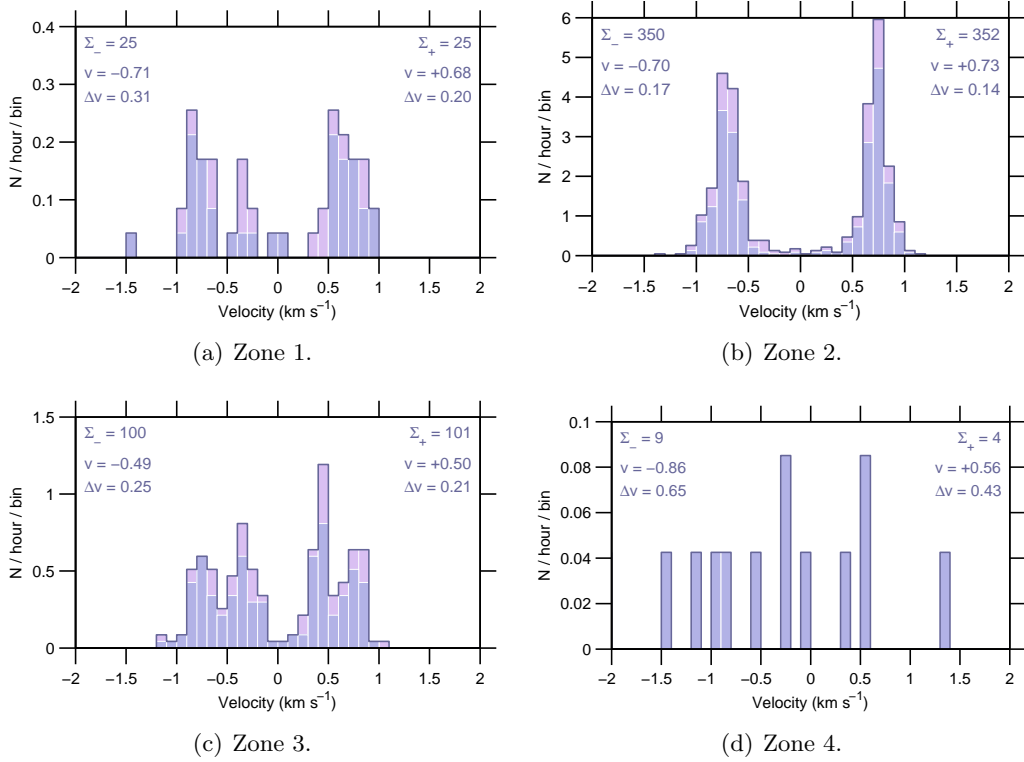 0.4
0.3
0.2
0.1
0
N / hour / bin
Σ− = 25
v = −0.71
Δv = 0.31
Σ+ = 25
v = +0.68
Δv = 0.20
−2 −1.5 −1 −0.5 0 0.5 1 1.5 2
Velocity (km s−1)
(a) Zone 1.
6
5
4
3
2
1
0
N / hour / bin
Σ− = 350
v = −0.70
Δv = 0.17
Σ+ = 352
v = +0.73
Δv = 0.14
−2 −1.5 −1 −0.5 0 0.5 1 1.5 2
Velocity (km s−1)
(b) Zone 2.
1.5
1
0.5
0
N / hour / bin
Σ− = 100
v = −0.49
Δv = 0.25
Σ+ = 101
v = +0.50
Δv = 0.21
−2 −1.5 −1 −0.5 0 0.5 1 1.5 2
Velocity (km s−1)
(c) Zone 3.
0.1
0.08
0.06
0.04
0.02
0
N / hour / bin
Σ− = 9
v = −0.86
Δv = 0.65
Σ+ = 4
v = +0.56
Δv = 0.43
−2 −1.5 −1 −0.5 0 0.5 1 1.5 2
Velocity (km s−1)
(d) Zone 4.